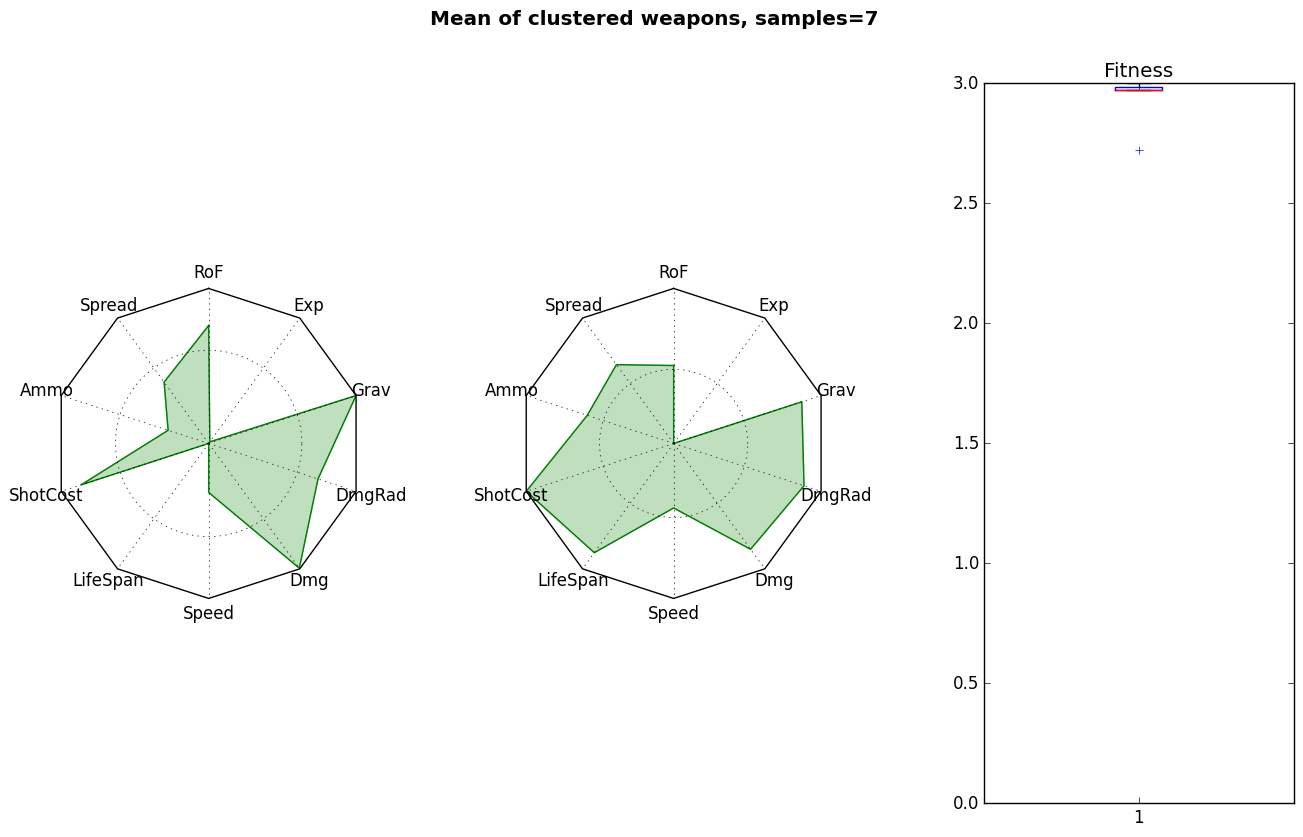 Mean of clustered weapons, samples=7
RoF
Exp
Grav
DmgRad
Dmg
Speed
LifeSpan
ShotCost
Ammo
Spread
RoF
Exp
Grav
DmgRad
Dmg
Speed
LifeSpan
ShotCost
Ammo
Spread
Fitness
3.0
2.5
2.0
1.5
1.0
0.5
0.0
1